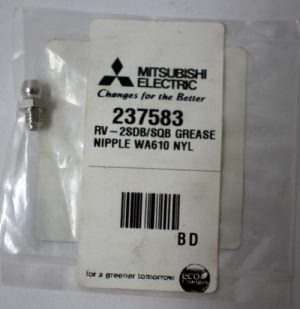 MITSUBISHI
ELECTRIC
Changes for the Better
237583
RV-2SDB/SQB GREASE
NIPPLE WA610 NYL
BD
for a greener tomorrow
eco
changes